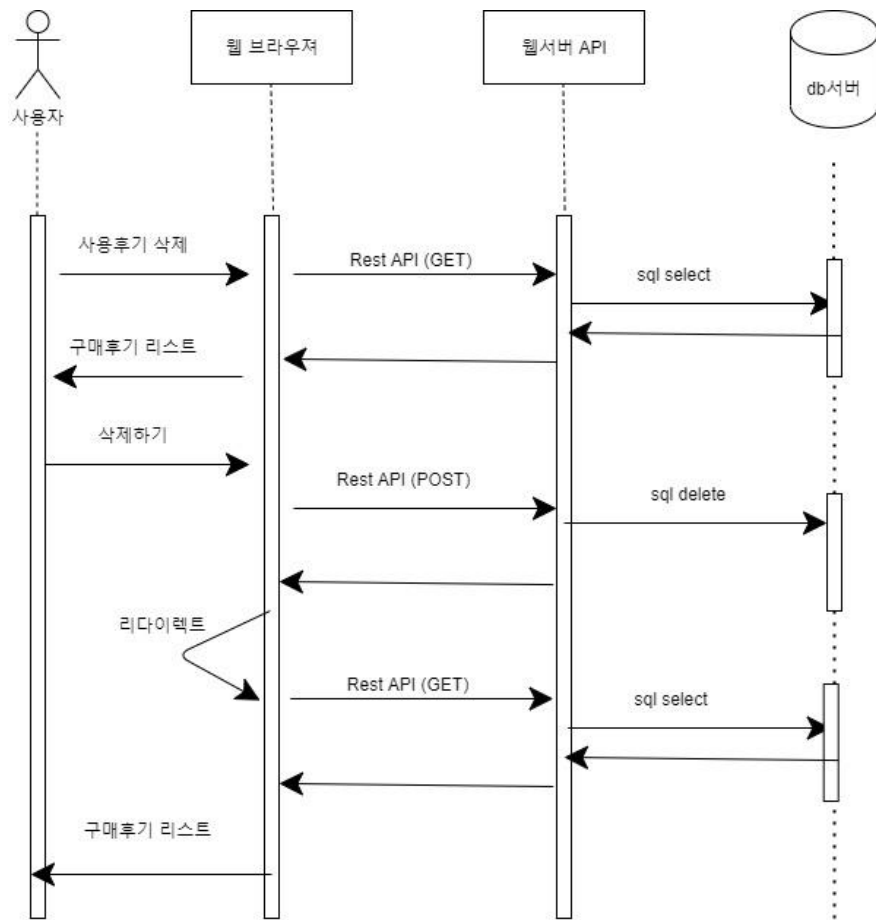 웹 브라우져
웹서버 API
db서버
사용자
사용후기 삭제
Rest API (GET)
sql select
구매후기 리스트
삭제하기
Rest API (POST)
sql delete
리다이렉트
Rest API (GET)
sql select
구매후기 리스트